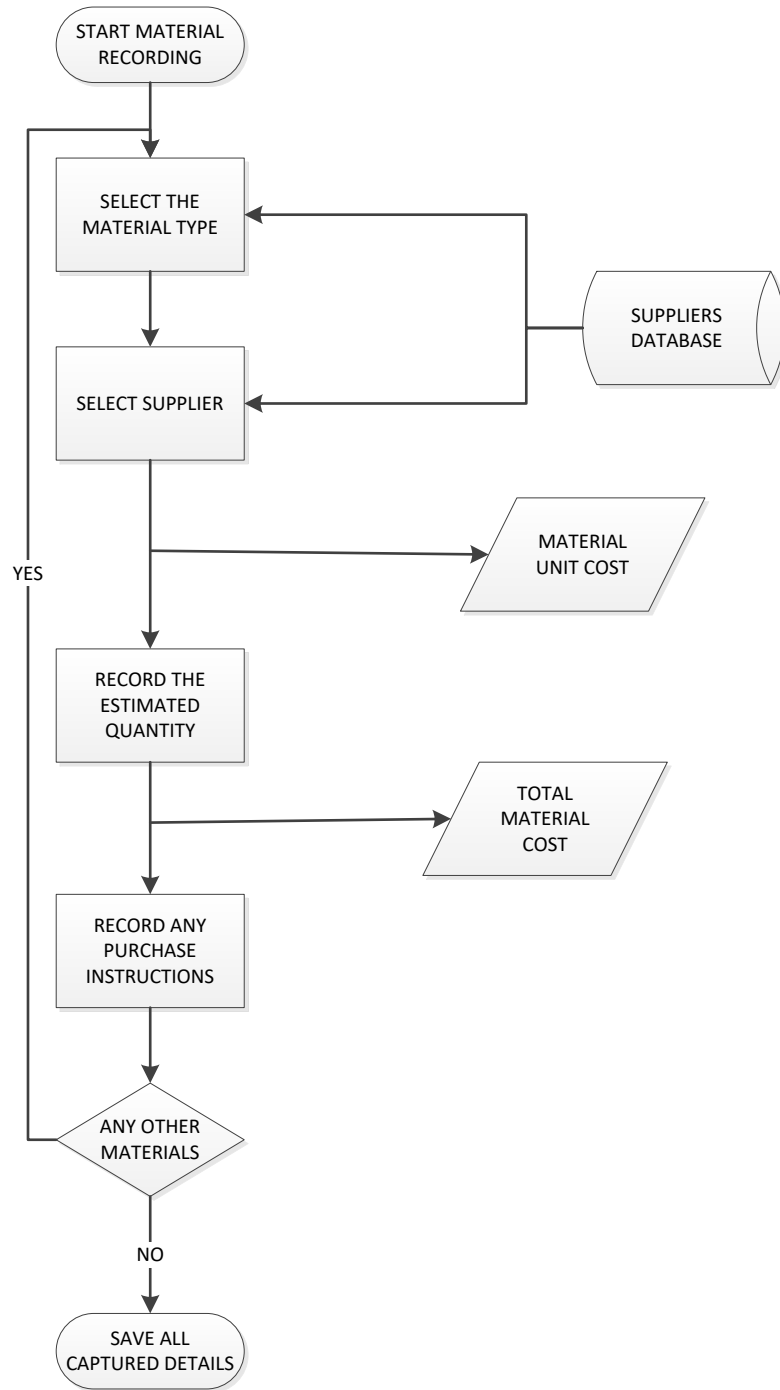 START MATERIAL
RECORDING
SELECT THE
MATERIAL TYPE
SUPPLIERS
DATABASE
SELECT SUPPLIER
MATERIAL
UNIT COST
YES
RECORD THE
ESTIMATED
QUANTITY
TOTAL
MATERIAL
COST
RECORD ANY
PURCHASE
INSTRUCTIONS
ANY OTHER
MATERIALS
NO
SAVE ALL
CAPTURED DETAILS